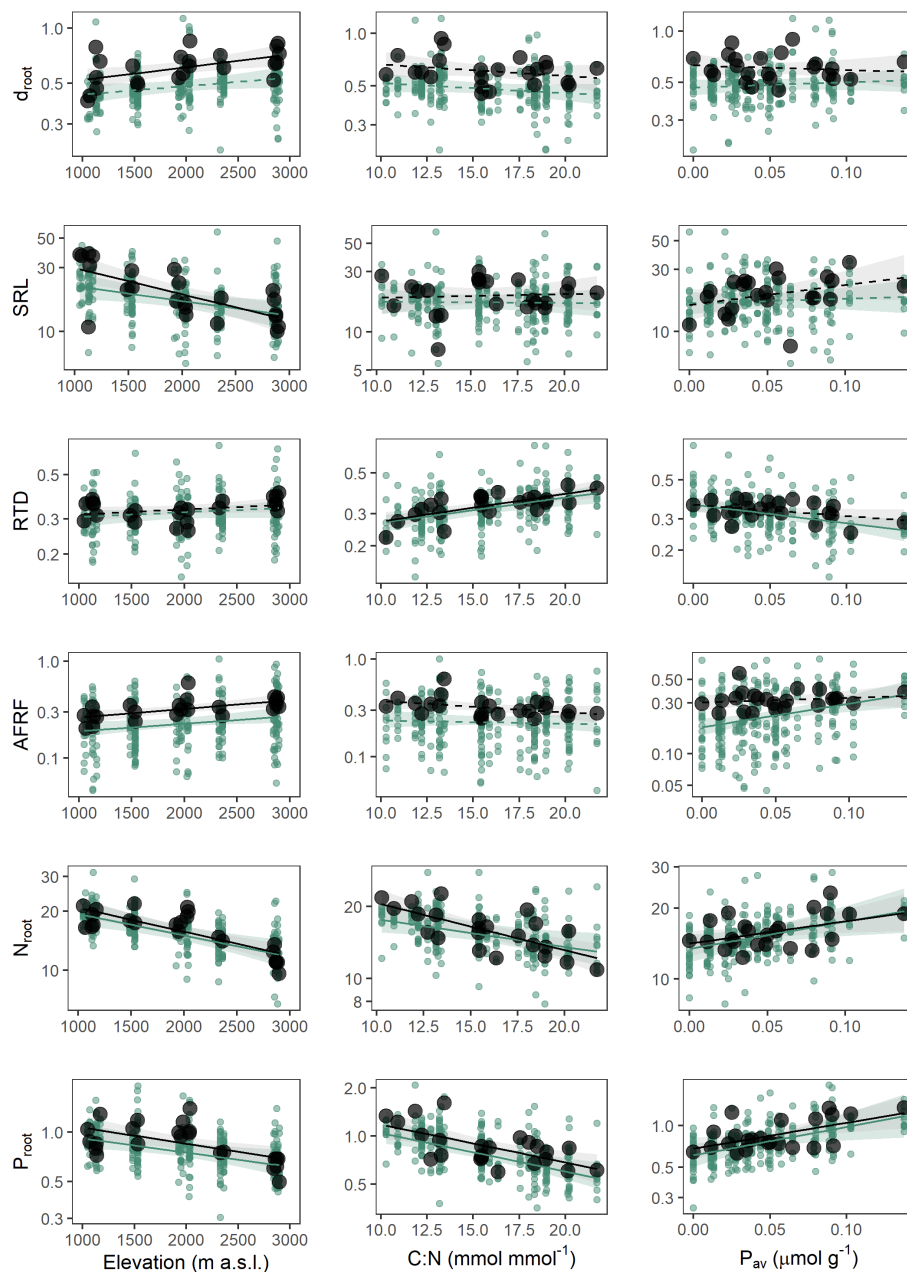 1.0 0.5 0.3
d_root
1000 1500 2000 2500 3000
1.0 0.5 0.3
10.0 12.5 15.0 17.5 20.0
1.0 0.5 0.3
0.00 0.05 0.10
50 30 10
SRL
1000 1500 2000 2500 3000
50 30 10 5
10.0 12.5 15.0 17.5 20.0
50 30 10
0.00 0.05 0.10
0.5 0.3 0.2
RTD
1000 1500 2000 2500 3000
0.5 0.3 0.2
10.0 12.5 15.0 17.5 20.0
0.5 0.3 0.2
0.00 0.05 0.10
1.0 0.3 0.1
AFRF
1000 1500 2000 2500 3000
1.0 0.3 0.1
10.0 12.5 15.0 17.5 20.0
0.50 0.30 0.10 0.05
0.00 0.05 0.10
30 20 10
N_root
1000 1500 2000 2500 3000
20 10 8
10.0 12.5 15.0 17.5 20.0
30 20 10
0.00 0.05 0.10
1.0 0.3
P_root
1000 1500 2000 2500 3000
Elevation (m a.s.l.)
2.0 1.0 0.5
10.0 12.5 15.0 17.5 20.0
C:N (mmol mmol⁻¹)
1.0 0.5 0.3
0.00 0.05 0.10
P_av (μmol g⁻¹)